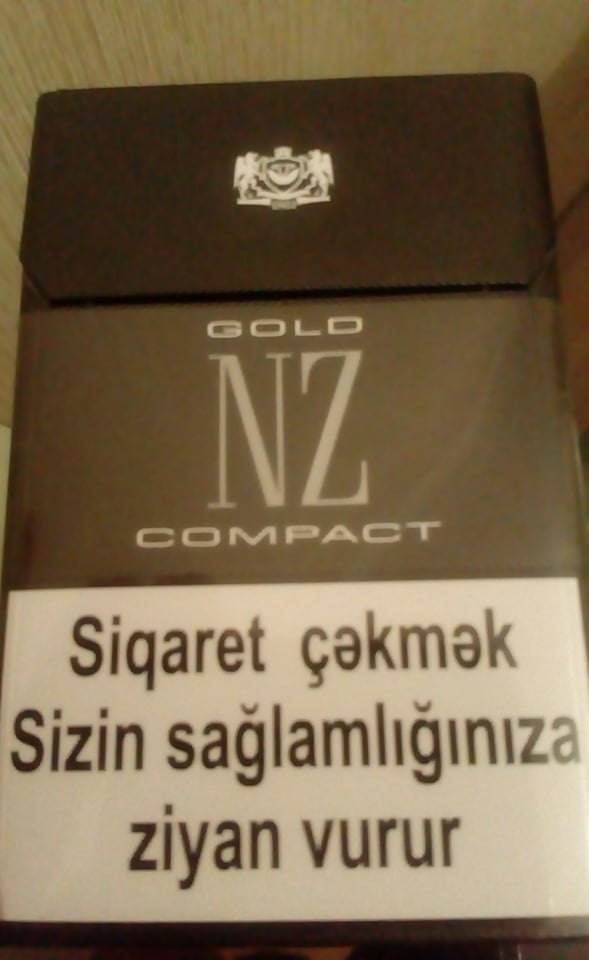 GOLD
NZ
COMPACT
Siqaret çəkmək
Sizin sağlamlığınıza
ziyan vurur